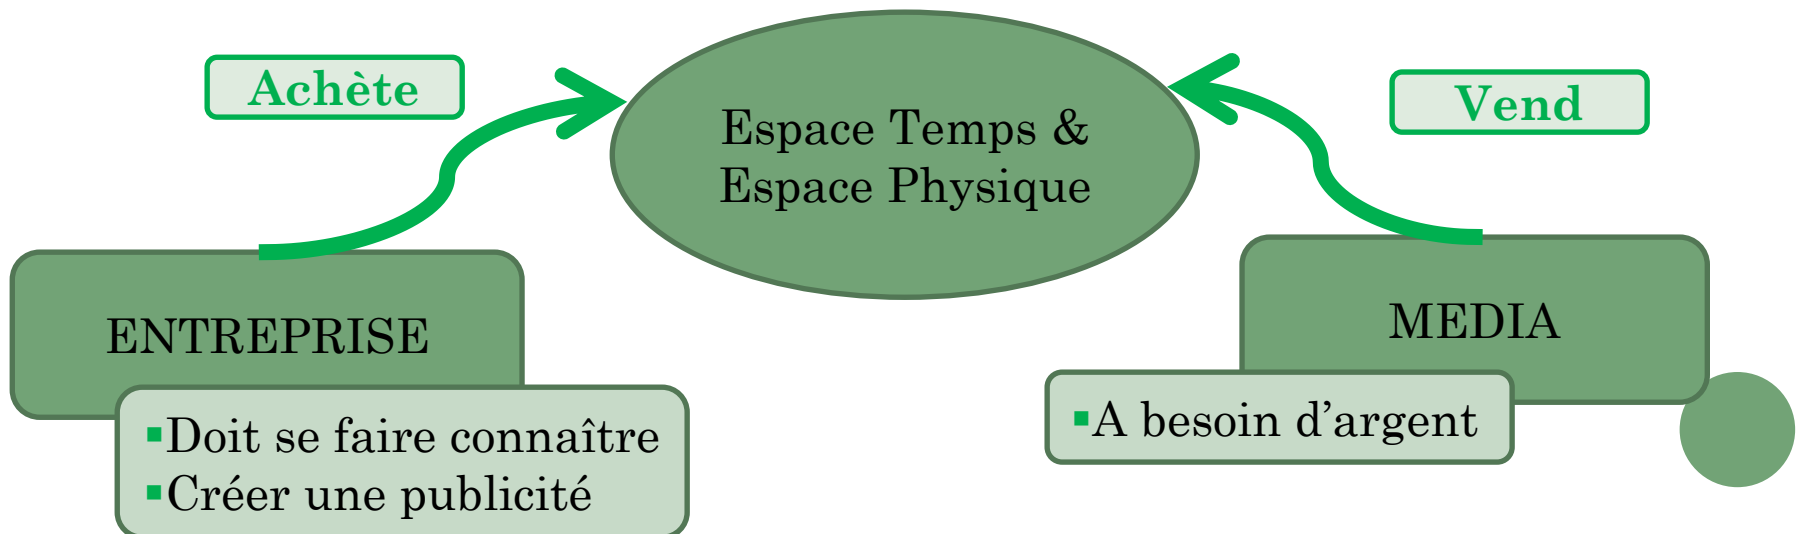 Achète
Vend
Espace Temps &
Espace Physique
ENTREPRISE
MEDIA
▪Doit se faire connaître
▪Créer une publicité
▪A besoin d’argent